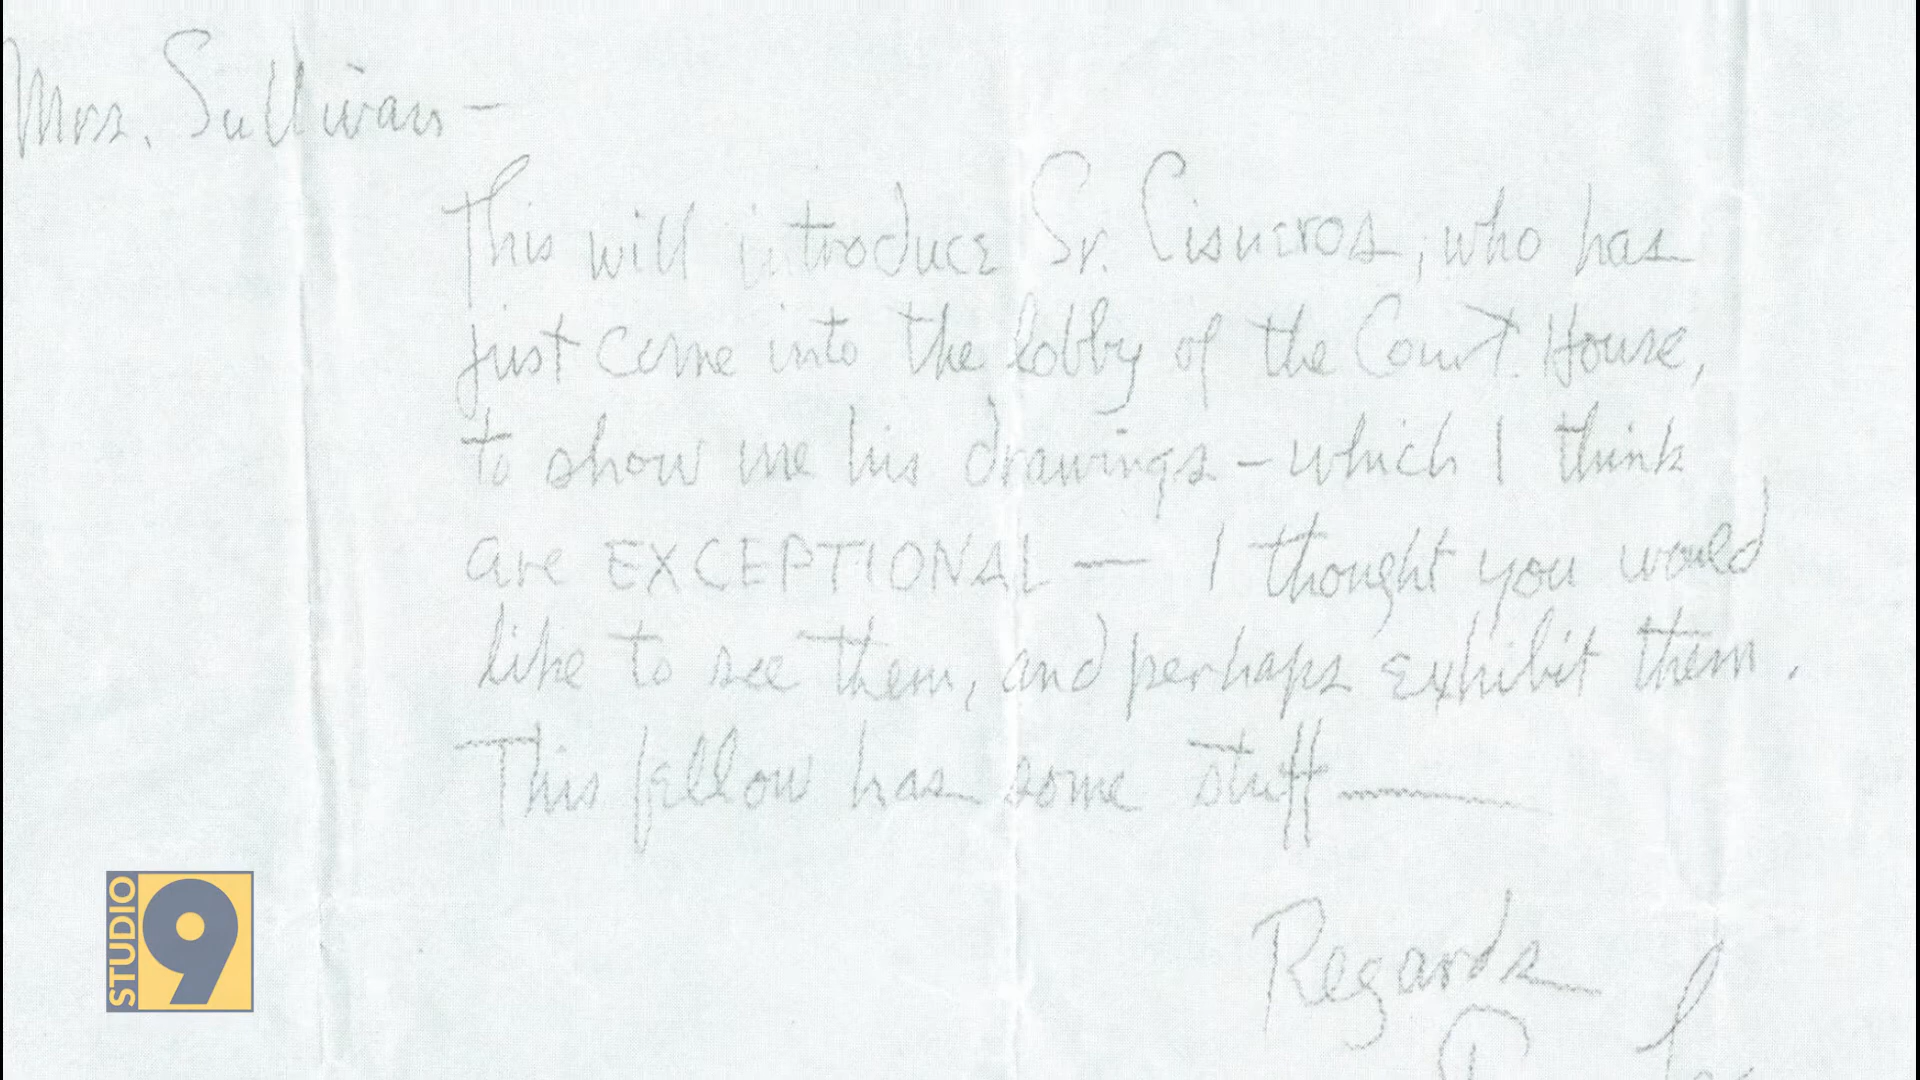 Mrs. Sullivan —
This will introduce Sr. Cisneros, who has
just come into the lobby of the Court House,
to show me his drawings - which I think
are EXCEPTIONAL — I thought you would
like to see them, and perhaps exhibit them.
This fellow has some stuff —
Regards
STUDIO 9